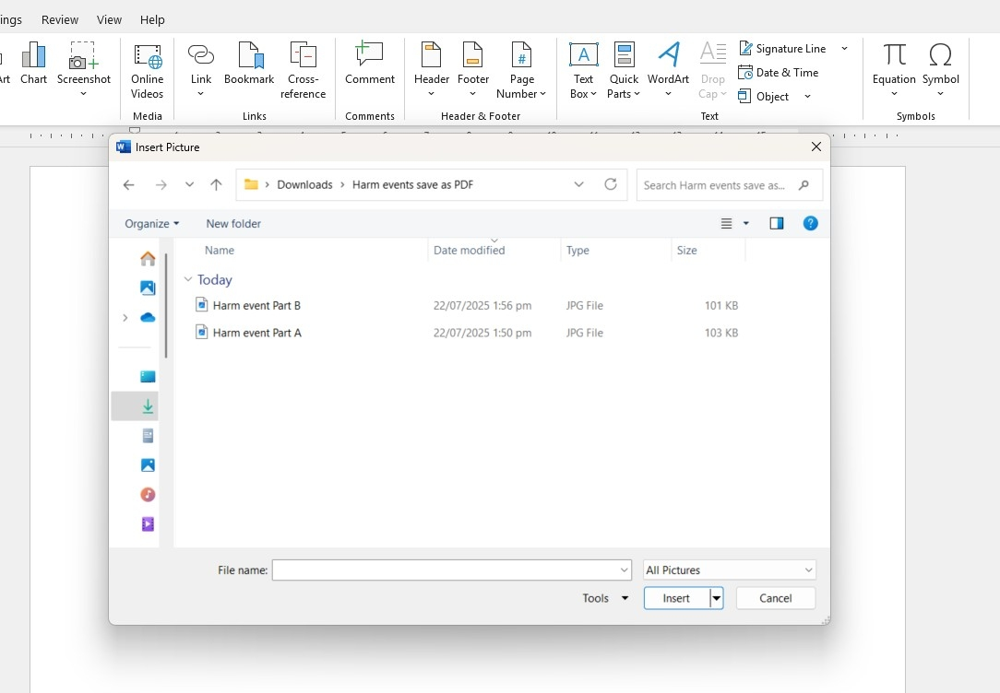 ings Review View Help
Art Chart Screenshot Online Videos Link Bookmark Cross-reference Comment Header Footer Page Number Text Box Quick Parts WordArt Drop Cap Signature Line Date & Time Object Equation Symbol
Media Links Comments Header & Footer Text Symbols
Insert Picture
Downloads Harm events save as PDF Search Harm events save as...
Organize New folder
Name Date modified Type Size
Today
Harm event Part B 22/07/2025 1:56 pm JPG File 101 KB
Harm event Part A 22/07/2025 1:50 pm JPG File 103 KB
File name: All Pictures
Tools Insert Cancel